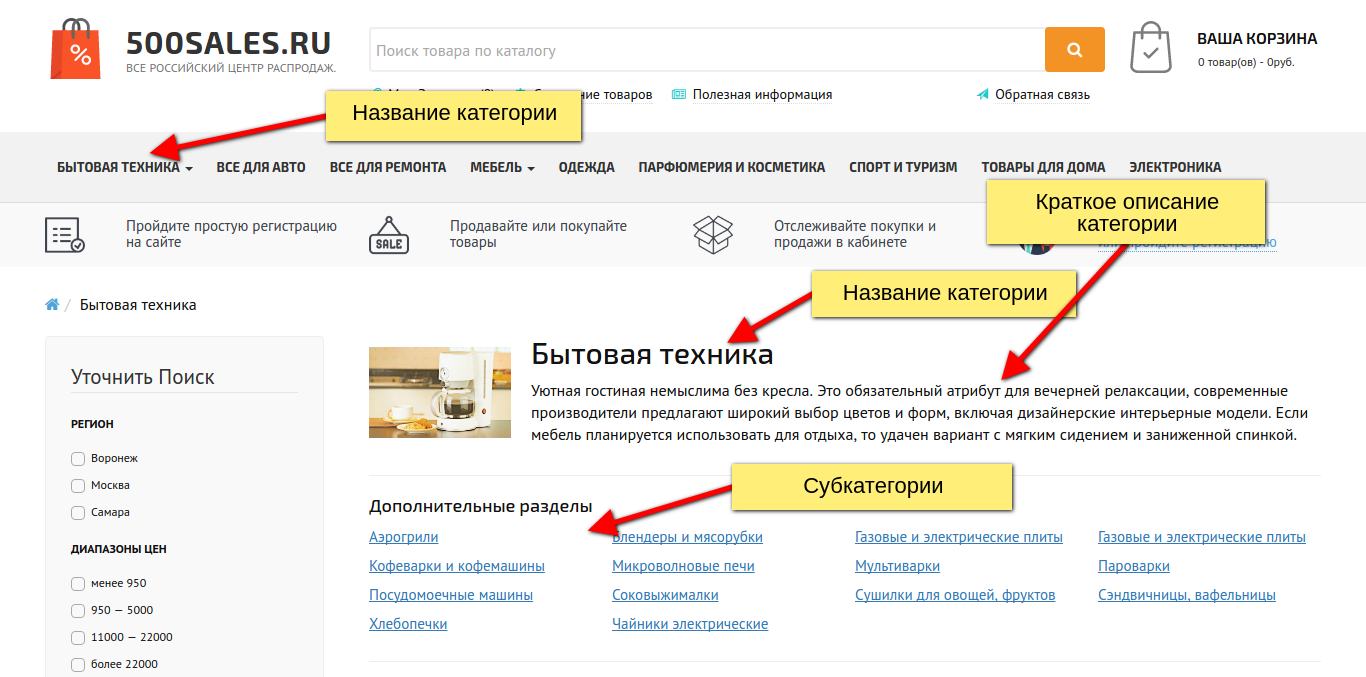 500SALES.RU
ВСЕ РОССИЙСКИЙ ЦЕНТР РАСПРОДАЖ.
Поиск товара по каталогу
ВАША КОРЗИНА
0 товар(ов) - 0руб.
товаров
Полезная информация
Обратная связь
Название категории
БЫТОВАЯ ТЕХНИКА ВСЕ ДЛЯ АВТО ВСЕ ДЛЯ РЕМОНТА МЕБЕЛЬ ОДЕЖДА ПАРФЮМЕРИЯ И КОСМЕТИКА СПОРТ И ТУРИЗМ ТОВАРЫ ДЛЯ ДОМА ЭЛЕКТРОНИКА
Краткое описание
категории
Пройдите простую регистрацию
на сайте
SALE
Продавайте или покупайте
товары
Отслеживайте покупки и
продажи в кабинете
или пройдите регистрацию
Название категории
/ Бытовая техника
Уточнить Поиск
РЕГИОН
Воронеж
Москва
Самара
ДИАПАЗОНЫ ЦЕН
менее 950
950 — 5000
11000 — 22000
более 22000
Бытовая техника
Уютная гостиная немыслима без кресла. Это обязательный атрибут для вечерней релаксации, современные
производители предлагают широкий выбор цветов и форм, включая дизайнерские интерьерные модели. Если
мебель планируется использовать для отдыха, то удачен вариант с мягким сидением и заниженной спинкой.
Субкатегории
Дополнительные разделы
Аэрогрили Блендеры и мясорубки Газовые и электрические плиты Газовые и электрические плиты
Кофеварки и кофемашины Микроволновые печи Мультиварки Пароварки
Посудомоечные машины Соковыжималки Сушилки для овощей, фруктов Сэндвичницы, вафельницы
Хлебопечки Чайники электрические